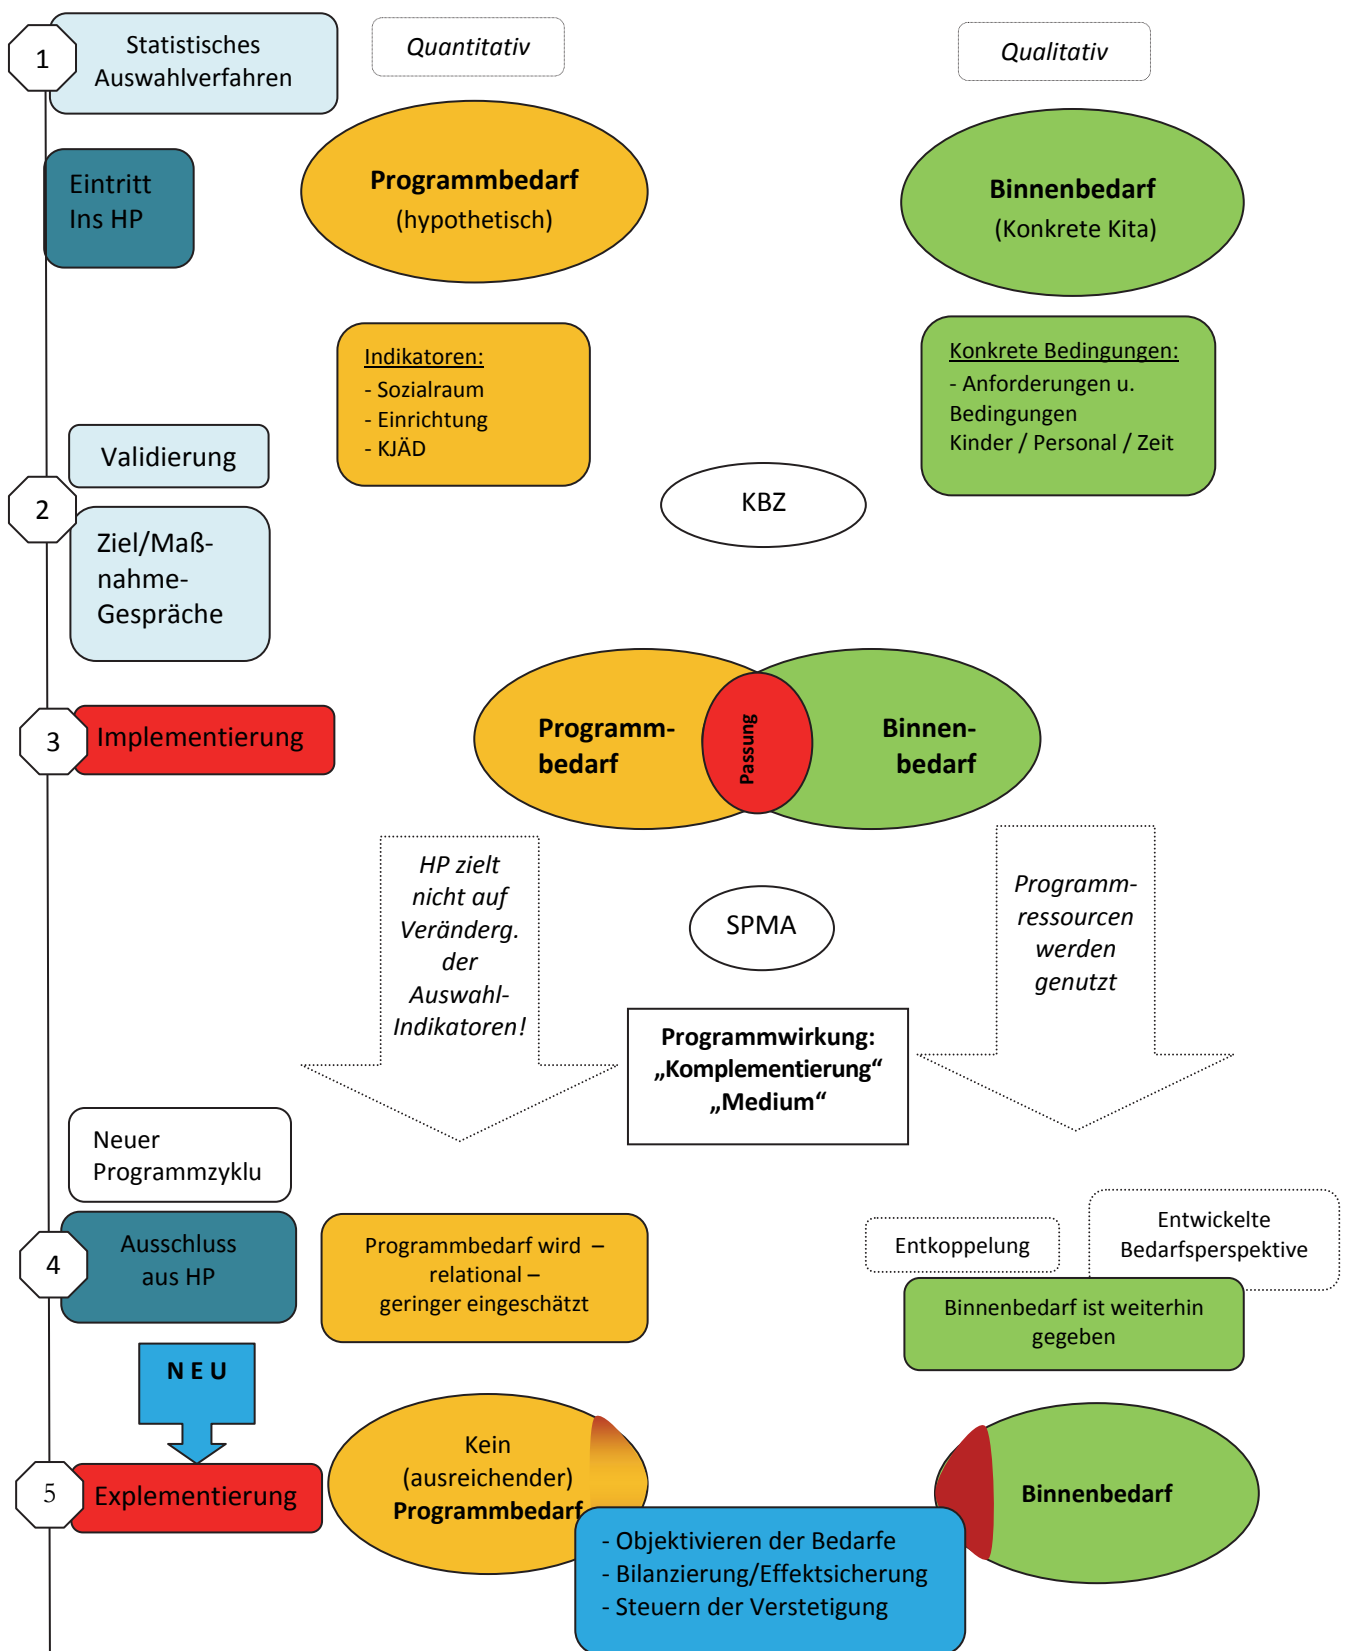 1
Statistisches
Auswahlverfahren
Quantitativ
Qualitativ
Eintritt
Ins HP
Programmbedarf
(hypothetisch)
Binnenbedarf
(Konkrete Kita)
Indikatoren:
- Sozialraum
- Einrichtung
- KJÄD
Konkrete Bedingungen:
- Anforderungen u.
Bedingungen
Kinder / Personal / Zeit
Validierung
2
KBZ
Ziel/Maß-
nahme-
Gespräche
3
Implementierung
Programm-
bedarf
Passung
Binnen-
bedarf
HP zielt
nicht auf
Veränderg.
der
Auswahl-
Indikatoren!
SPMA
Programm-
ressourcen
werden
genutzt
Programmwirkung:
„Komplementierung“
„Medium“
Neuer
Programmzyklu
4
Ausschluss
aus HP
Programmbedarf wird –
relational –
geringer eingeschätzt
Entkoppelung
Entwickelte
Bedarfsperspektive
Binnenbedarf ist weiterhin
gegeben
N E U
5
Explementierung
Kein
(ausreichender)
Programmbedarf
Binnenbedarf
- Objektivieren der Bedarfe
- Bilanzierung/Effektsicherung
- Steuern der Verstetigung